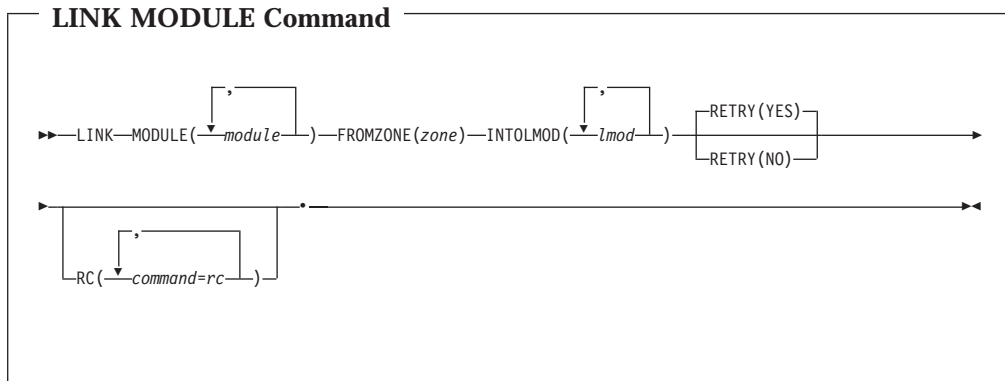 LINK MODULE Command
, ,
LINK MODULE( module ) FROMZONE(zone) INTOLMOD( lmod ) RETRY(YES)
RETRY(NO)
.
,
RC( command=rc )